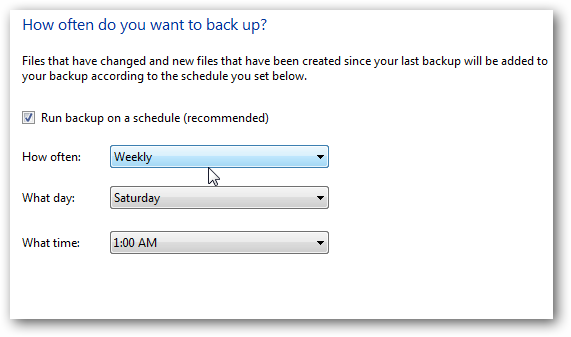 How often do you want to back up?
Files that have changed and new files that have been created since your last backup will be added to
your backup according to the schedule you set below.
Run backup on a schedule (recommended)
How often: Weekly
What day: Saturday
What time: 1:00 AM